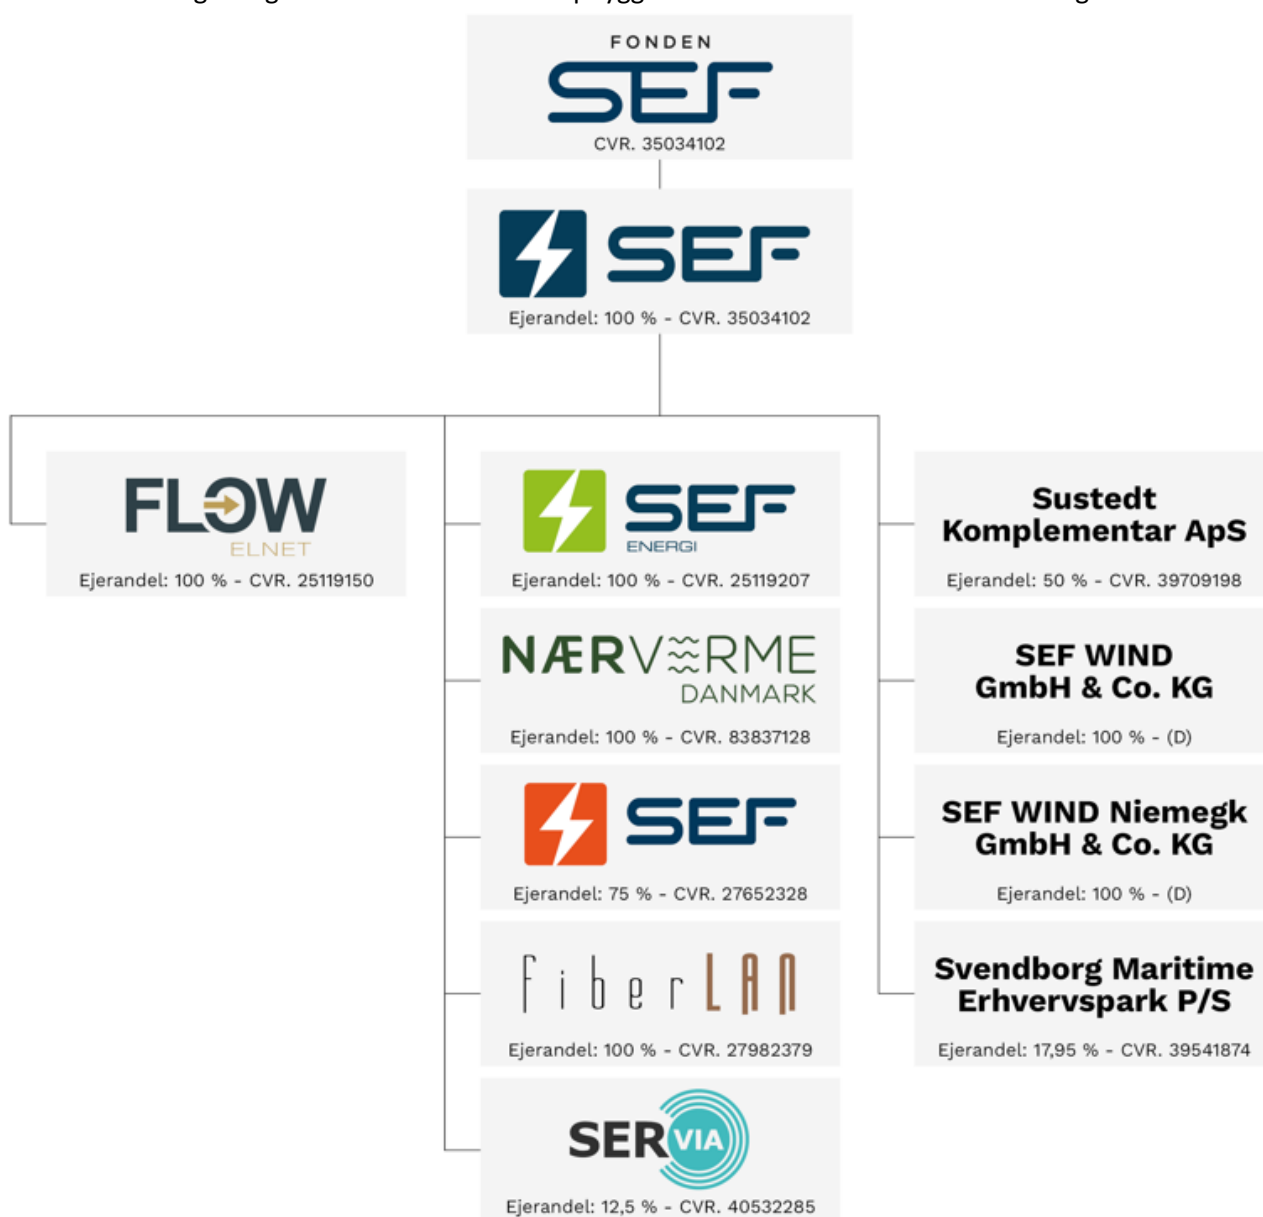 FONDEN
SEF
CVR. 35034102
SEF
Ejerandel: 100 % - CVR. 35034102
FLOW
ELNET
Ejerandel: 100 % - CVR. 25119150
SEF
ENERGI
Ejerandel: 100 % - CVR. 25119207
NÆRVARME
DANMARK
Ejerandel: 100 % - CVR. 83837128
SEF
Ejerandel: 75 % - CVR. 27652328
FiberLAN
Ejerandel: 100 % - CVR. 27982379
SERVIA
Ejerandel: 12,5 % - CVR. 40532285
Sustedt
Komplementar ApS
Ejerandel: 50 % - CVR. 39709198
SEF WIND
GmbH & Co. KG
Ejerandel: 100 % - (D)
SEF WIND Niemegk
GmbH & Co. KG
Ejerandel: 100 % - (D)
Svendborg Maritime
Erhvervspark P/S
Ejerandel: 17,95 % - CVR. 39541874